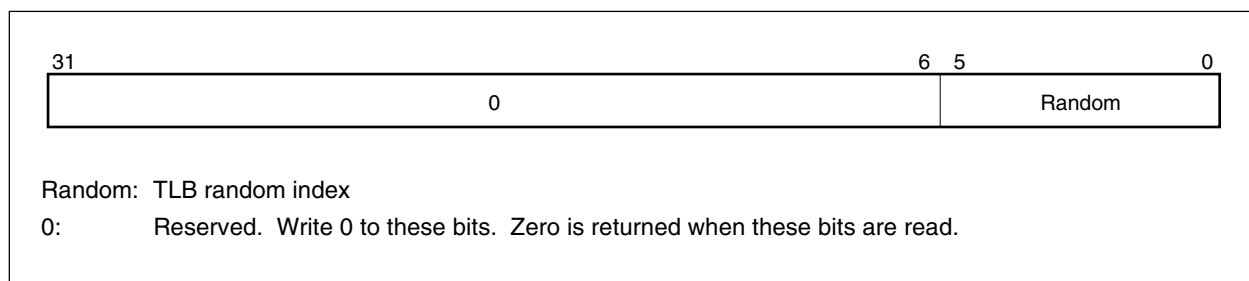 31 6 5 0
0 Random
Random: TLB random index
0: Reserved. Write 0 to these bits. Zero is returned when these bits are read.